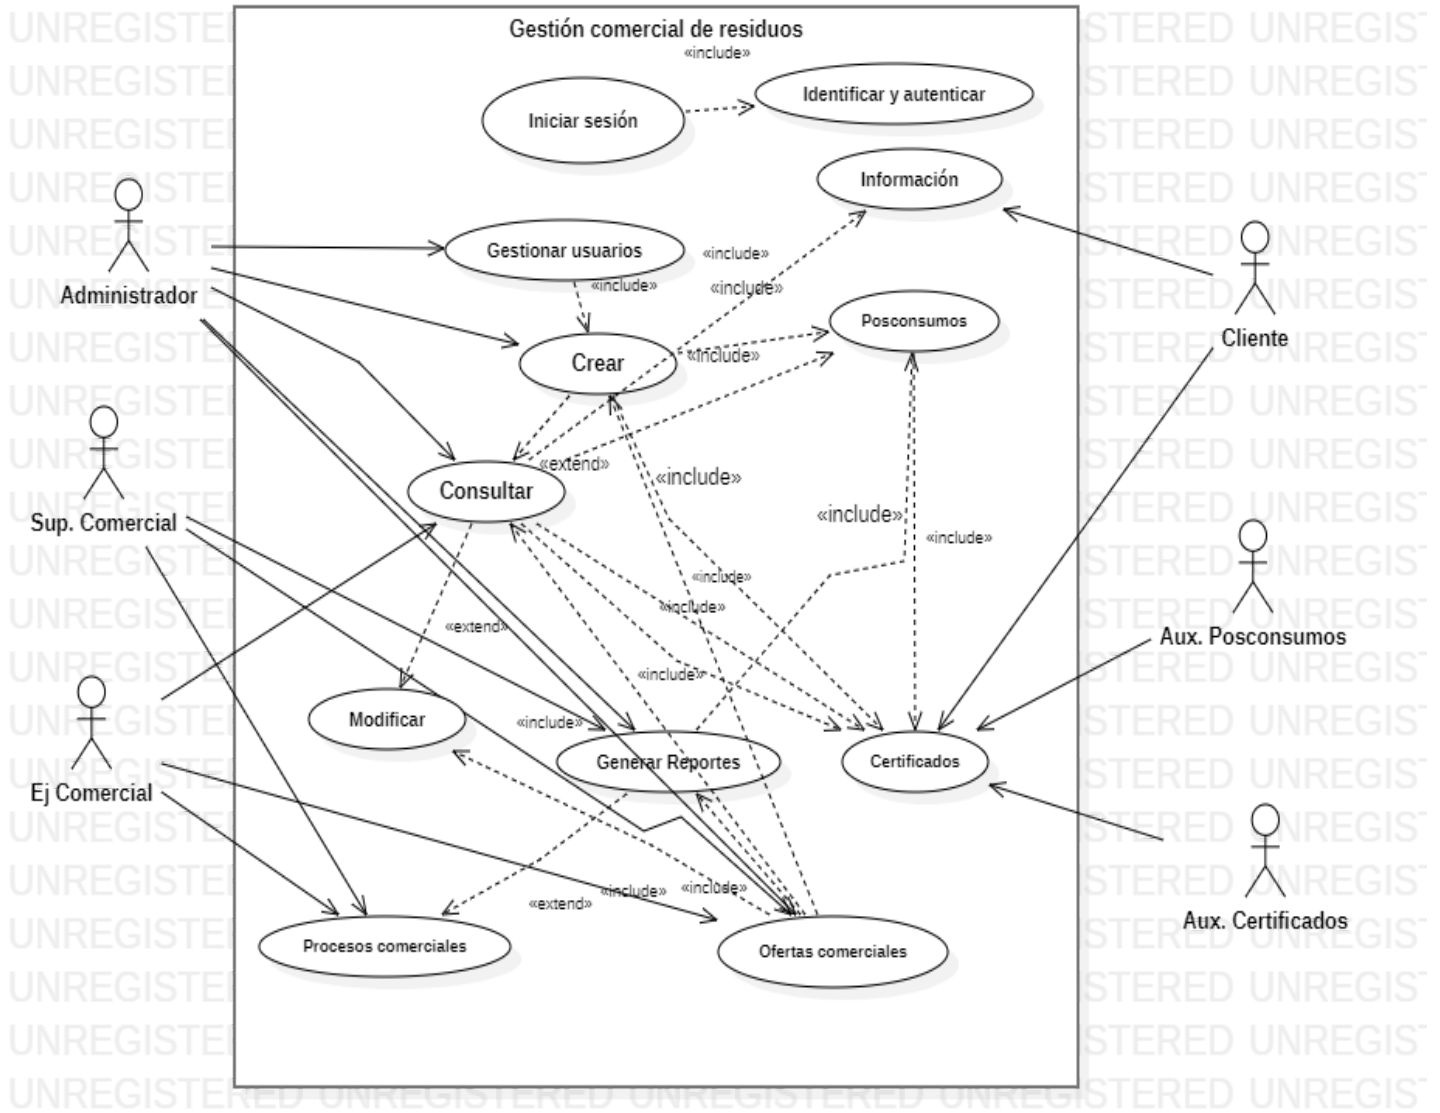 Gestión comercial de residuos
«include»
Identificar y autenticar
Iniciar sesión
Información
Gestionar usuarios
«include»
«include»
«include»
Administrador
Posconsumos
Cliente
Crear
«include»
«extend»
«include»
Consultar
«include»
Sup. Comercial
«include»
«include»
«include»
«extend»
Aux. Posconsumos
«include»
Modificar
«include»
Generar Reportes
Certificados
Ej Comercial
«include»
«include»
«extend»
Aux. Certificados
Procesos comerciales
Ofertas comerciales
UNREGISTERED